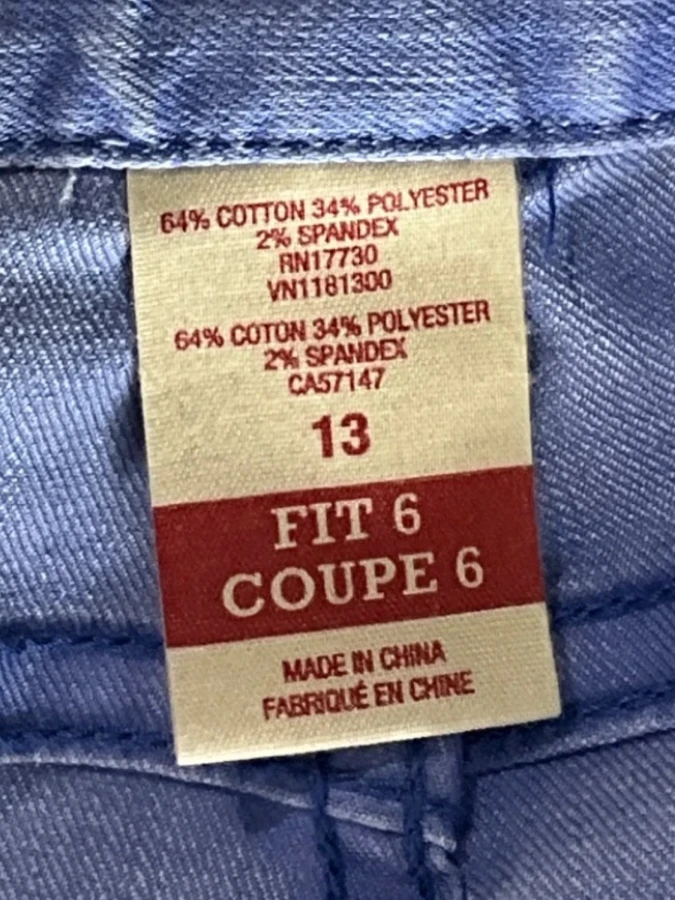 64% COTTON 34% POLYESTER
2% SPANDEX
RN17730
VN1181300
64% COTON 34% POLYESTER
2% SPANDEX
CA57147
13
FIT 6
COUPE 6
MADE IN CHINA
FABRIQUÉ EN CHINE